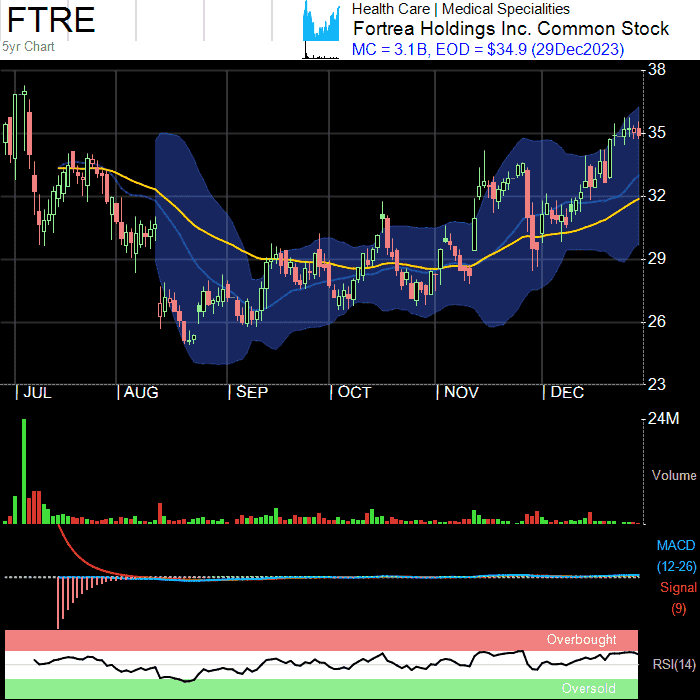 FTRE
5yr Chart
Health Care | Medical Specialities
Fortrea Holdings Inc. Common Stock
MC = 3.1B, EOD = $34.9 (29Dec2023)
38
35
32
29
26
23
| JUL | AUG | SEP | OCT | NOV | DEC
24M
Volume
MACD
(12-26)
Signal
(9)
Overbought
RSI(14)
Oversold